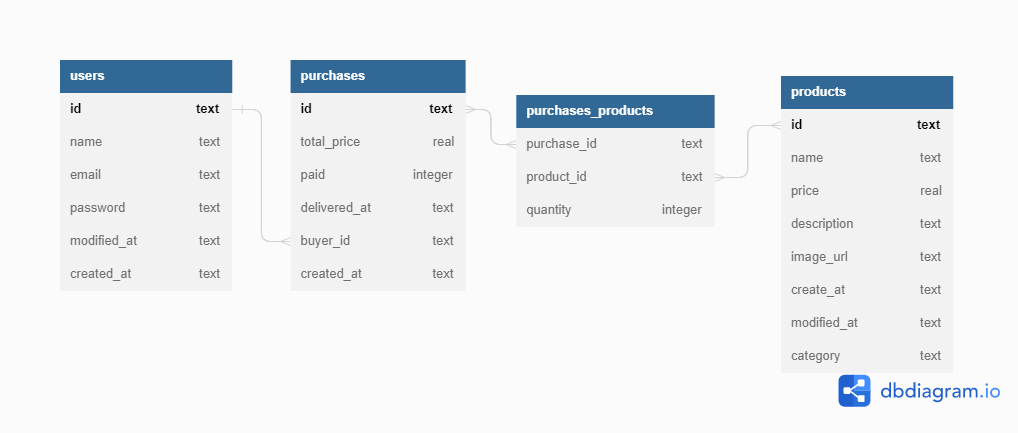 users
id text
name text
email text
password text
modified_at text
created_at text
purchases
id text
total_price real
paid integer
delivered_at text
buyer_id text
created_at text
purchases_products
purchase_id text
product_id text
quantity integer
products
id text
name text
price real
description text
image_url text
create_at text
modified_at text
category text
dbdiagram.io